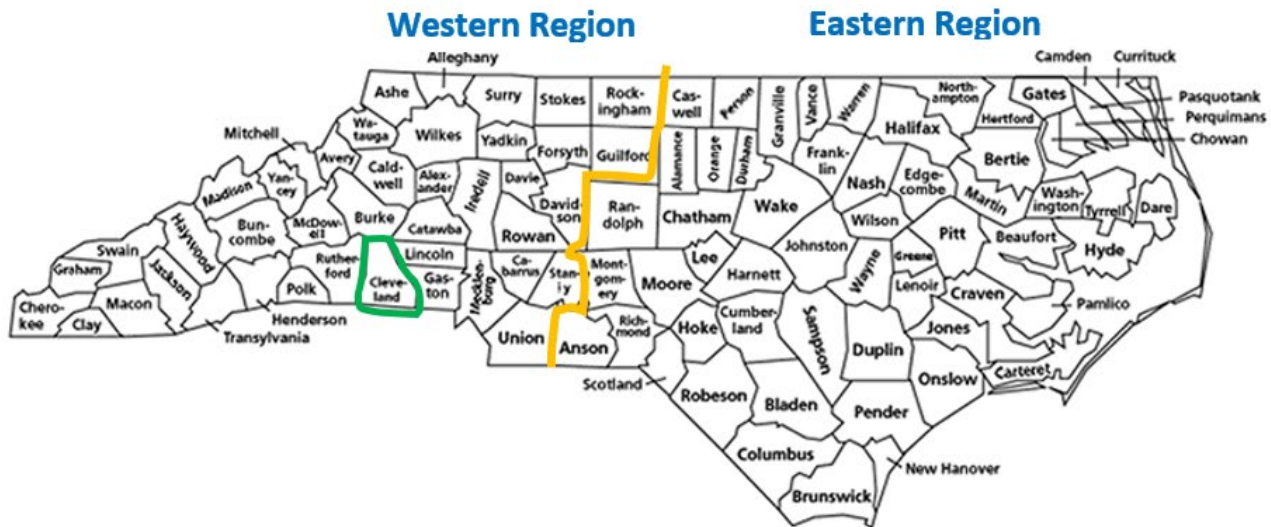 Western Region
Eastern Region
Alleghany
Camden
Currituck
Ashe
Surry
Stokes
Rock-
ingham
Cas-
well
Person
Granville
Vance
Warren
North-
ampton
Gates
Pasquotank
Hertford
Perquimans
Chowan
Wa-
tauga
Wilkes
Yadkin
Forsyth
Guilford
Alamance
Orange
Durham
Halifax
Mitchell
Avery
Frank-
lin
Bertie
Cald-
well
Alex-
ander
Iredell
Davie
Nash
Edge-
combe
Madison
Yan-
cey
Martin
Wash-
ington
Tyrrell
Dare
David-
son
Ran-
dolph
Chatham
Wake
Wilson
Burke
Catawba
Rowan
Haywood
Bun-
combe
McDow-
ell
Pitt
Beaufort
Johnston
Swain
Ruther-
ford
Lincoln
Hyde
Lee
Wayne
Greene
Graham
Jackson
Polk
Cleve-
land
Gas-
ton
Mecklen-
burg
Ca-
barrus
Stan-
ly
Mont-
gom-
ery
Moore
Harnett
Lenoir
Craven
Pamlico
Chero-
kee
Macon
Clay
Henderson
Transylvania
Union
Anson
Rich-
mond
Hoke
Cumber-
land
Sampson
Jones
Duplin
Carteret
Onslow
Scotland
Robeson
Bladen
Pender
Columbus
New Hanover
Brunswick